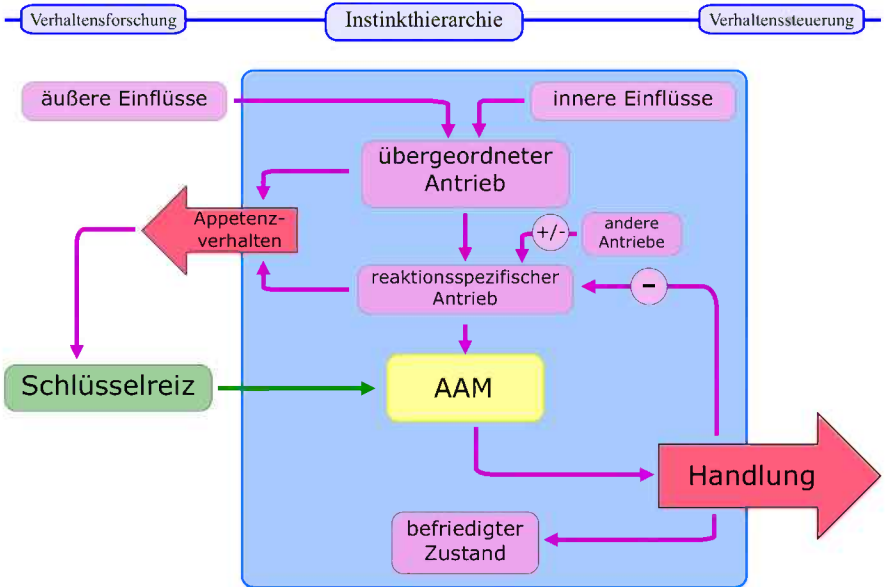 Verhaltensforschung
Instinkthierarchie
Verhaltenssteuerung
äußere Einflüsse
innere Einflüsse
übergeordneter
Antrieb
Appetenz-
verhalten
+/-
andere
Antriebe
reaktionsspezifischer
Antrieb
–
Schlüsselreiz
AAM
Handlung
befriedigter
Zustand